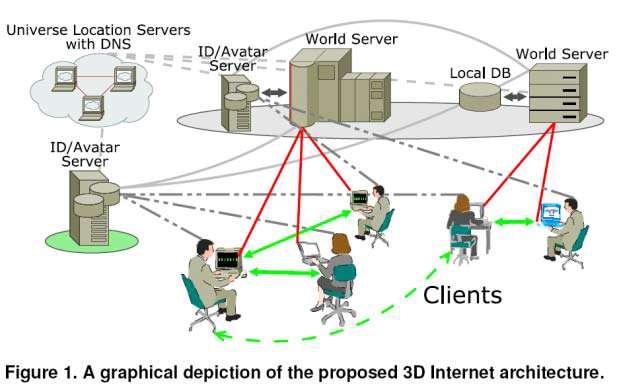 Universe Location Servers
with DNS
ID/Avatar
Server
World Server
World Server
Local DB
ID/Avatar
Server
Clients
Figure 1. A graphical depiction of the proposed 3D Internet architecture.